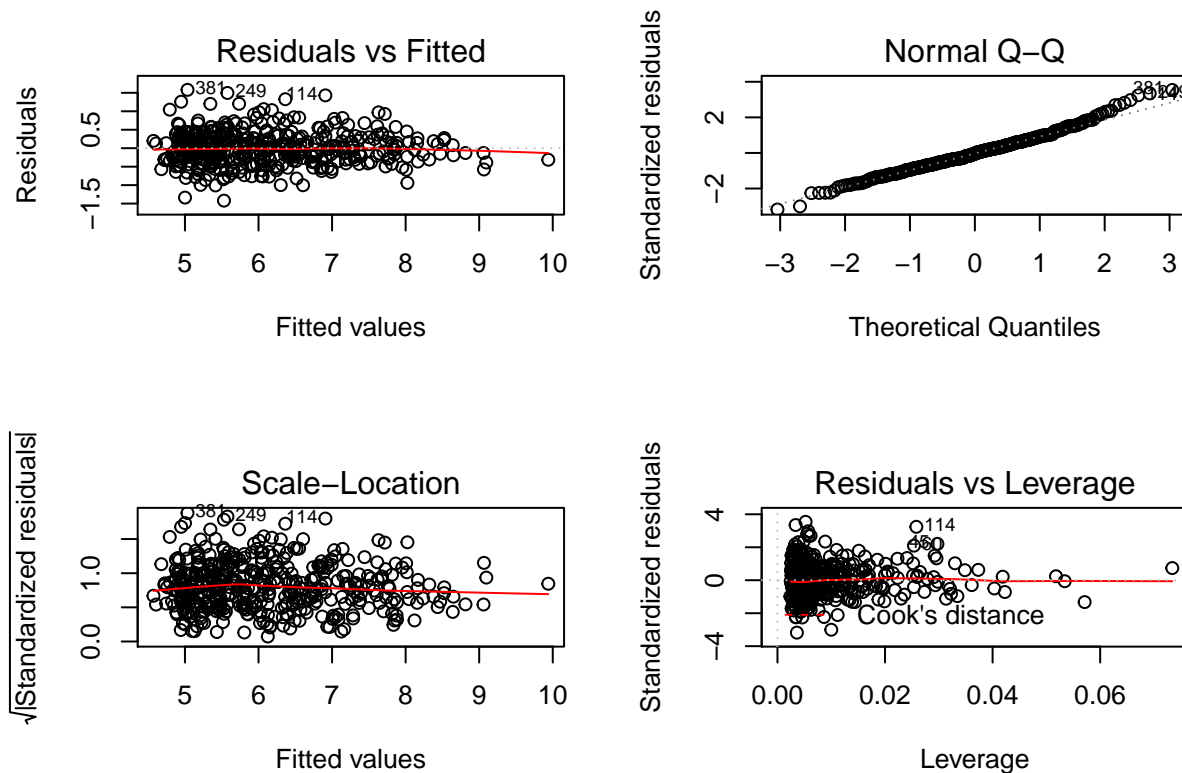 Residuals vs Fitted
Residuals
0.5
−1.5
381
249
114
5 6 7 8 9 10
Fitted values
Normal Q−Q
Standardized residuals
2
−2
381
−3 −2 −1 0 1 2 3
Theoretical Quantiles
Scale−Location
√|Standardized residuals|
1.0
0.0
381
249
114
5 6 7 8 9 10
Fitted values
Residuals vs Leverage
Standardized residuals
4
0
−4
114
Cook's distance
0.00 0.02 0.04 0.06
Leverage